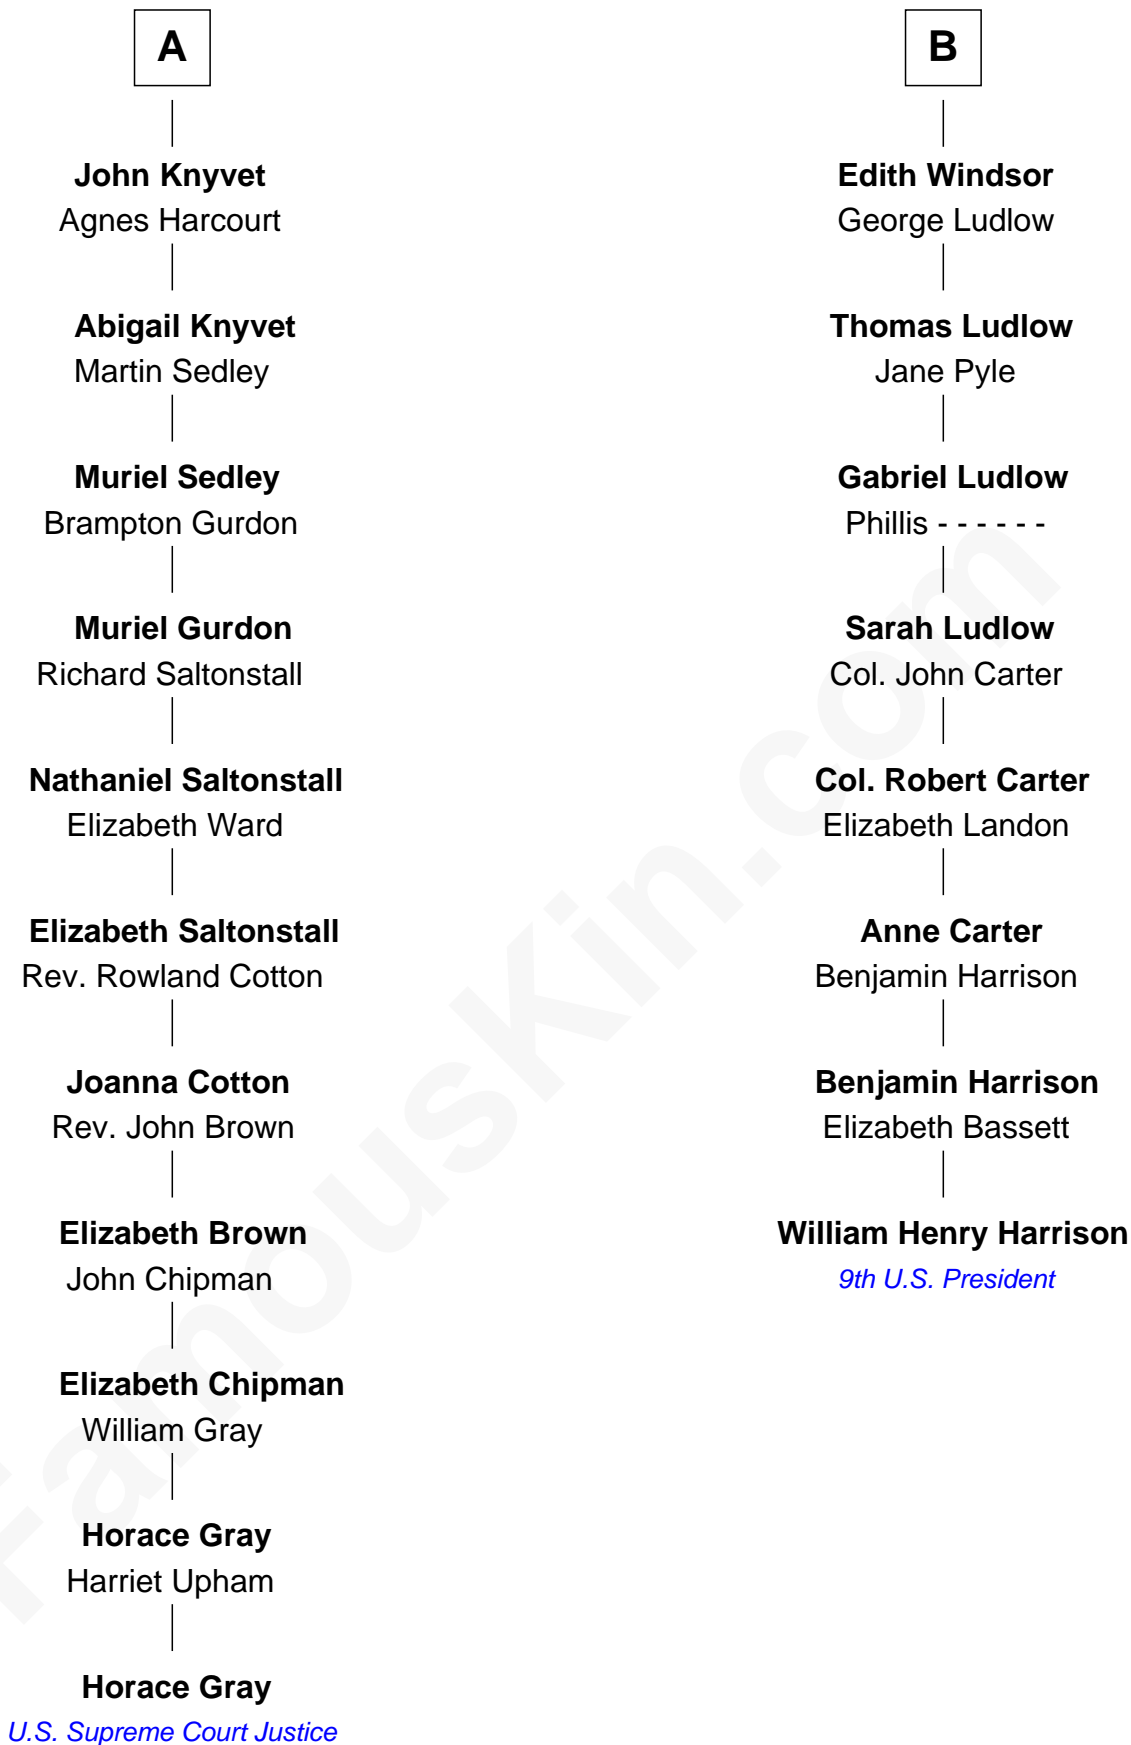 A
John Knyvet
Agnes Harcourt
Abigail Knyvet
Martin Sedley
Muriel Sedley
Brampton Gurdon
Muriel Gurdon
Richard Saltonstall
Nathaniel Saltonstall
Elizabeth Ward
Elizabeth Saltonstall
Rev. Rowland Cotton
Joanna Cotton
Rev. John Brown
Elizabeth Brown
John Chipman
Elizabeth Chipman
William Gray
Horace Gray
Harriet Upham
Horace Gray
U.S. Supreme Court Justice
B
Edith Windsor
George Ludlow
Thomas Ludlow
Jane Pyle
Gabriel Ludlow
Phillis - - - - - -
Sarah Ludlow
Col. John Carter
Col. Robert Carter
Elizabeth Landon
Anne Carter
Benjamin Harrison
Benjamin Harrison
Elizabeth Bassett
William Henry Harrison
9th U.S. President
FamousKin.com